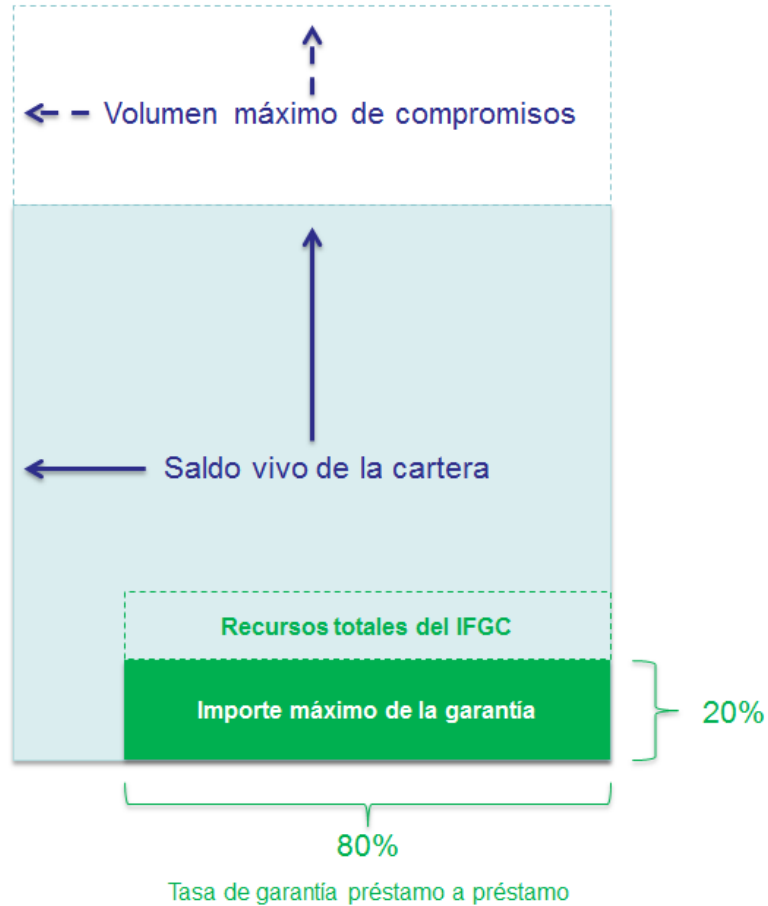 Volumen máximo de compromisos
Saldo vivo de la cartera
Recursos totales del IFGC
Importe máximo de la garantía
20%
80%
Tasa de garantía préstamo a préstamo